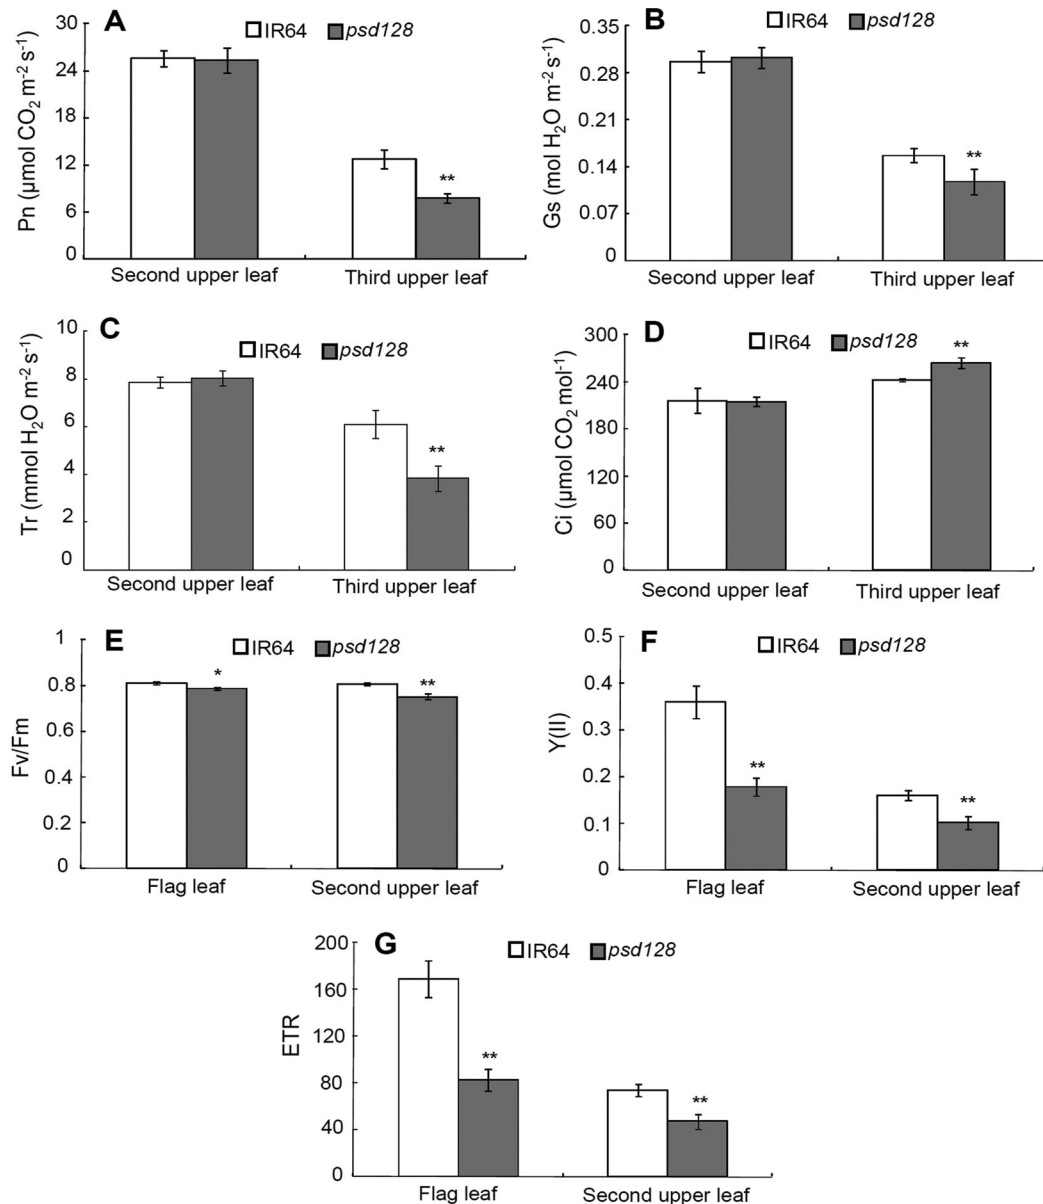 A
IR64 psd128
30
24
18
12
6
0
Pn (µmol CO2 m-2 s-1)
**
Second upper leaf Third upper leaf
B
IR64 psd128
0.35
0.28
0.21
0.14
0.07
0
Gs (mol H2O m-2 s-1)
**
Second upper leaf Third upper leaf
C
IR64 psd128
10
8
6
4
2
0
Tr (mmol H2O m-2 s-1)
**
Second upper leaf Third upper leaf
D
IR64 psd128
300
240
180
120
60
0
Ci (µmol CO2 mol-1)
**
Second upper leaf Third upper leaf
E
IR64 psd128
1
0.8
0.6
0.4
0.2
0
Fv/Fm
* **
Flag leaf Second upper leaf
F
IR64 psd128
0.5
0.4
0.3
0.2
0.1
0
Y(II)
** **
Flag leaf Second upper leaf
G
IR64 psd128
200
160
120
80
40
0
ETR
** **
Flag leaf Second upper leaf